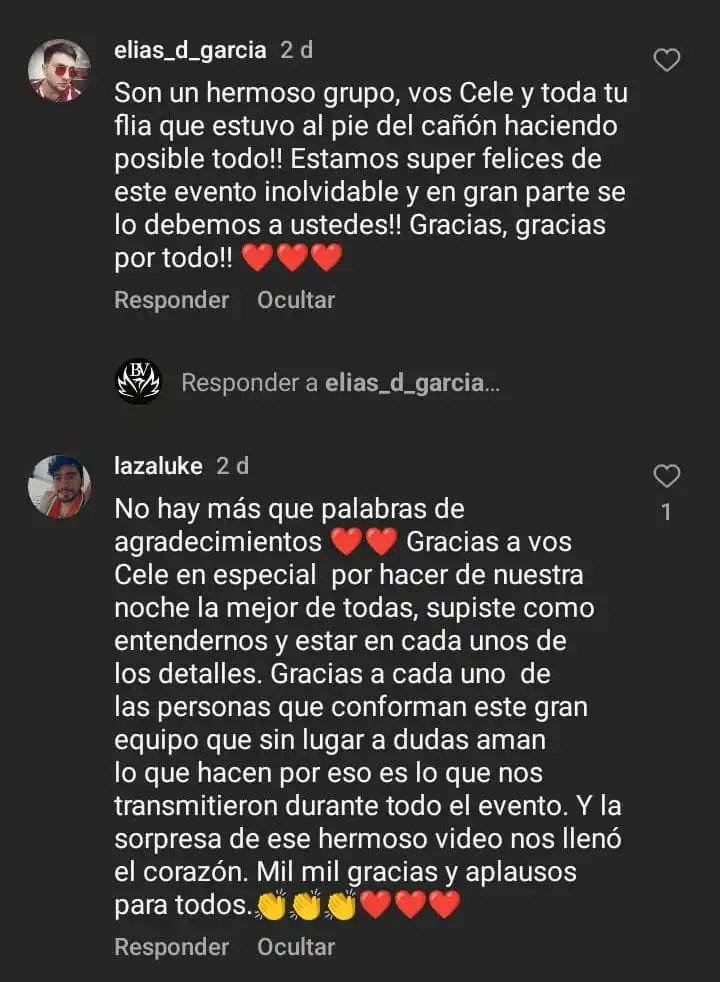 elias_d_garcia 2 d
Son un hermoso grupo, vos Cele y toda tu
flia que estuvo al pie del cañón haciendo
posible todo!! Estamos super felices de
este evento inolvidable y en gran parte se
lo debemos a ustedes!! Gracias, gracias
por todo!! ❤️❤️❤️
Responder Ocultar
BV
Responder a elias_d_garcia...
lazaluke 2 d
No hay más que palabras de
agradecimientos ❤️❤️ Gracias a vos
Cele en especial  por hacer de nuestra
noche la mejor de todas, supiste como
entendernos y estar en cada unos de
los detalles. Gracias a cada uno  de
las personas que conforman este gran
equipo que sin lugar a dudas aman
lo que hacen por eso es lo que nos
transmitieron durante todo el evento. Y la
sorpresa de ese hermoso video nos llenó
el corazón. Mil mil gracias y aplausos
para todos.👏👏👏❤️❤️❤️
1
Responder Ocultar